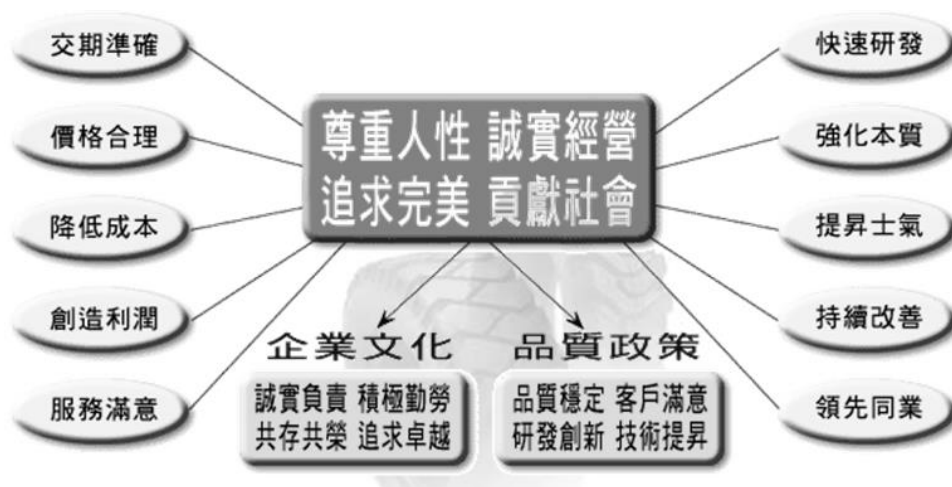 交期準確
價格合理
降低成本
創造利潤
服務滿意
尊重人性 誠實經營
追求完美 貢獻社會
企業文化
誠實負責 積極勤勞
共存共榮 追求卓越
品質政策
品質穩定 客戶滿意
研發創新 技術提昇
快速研發
強化本質
提昇士氣
持續改善
領先同業